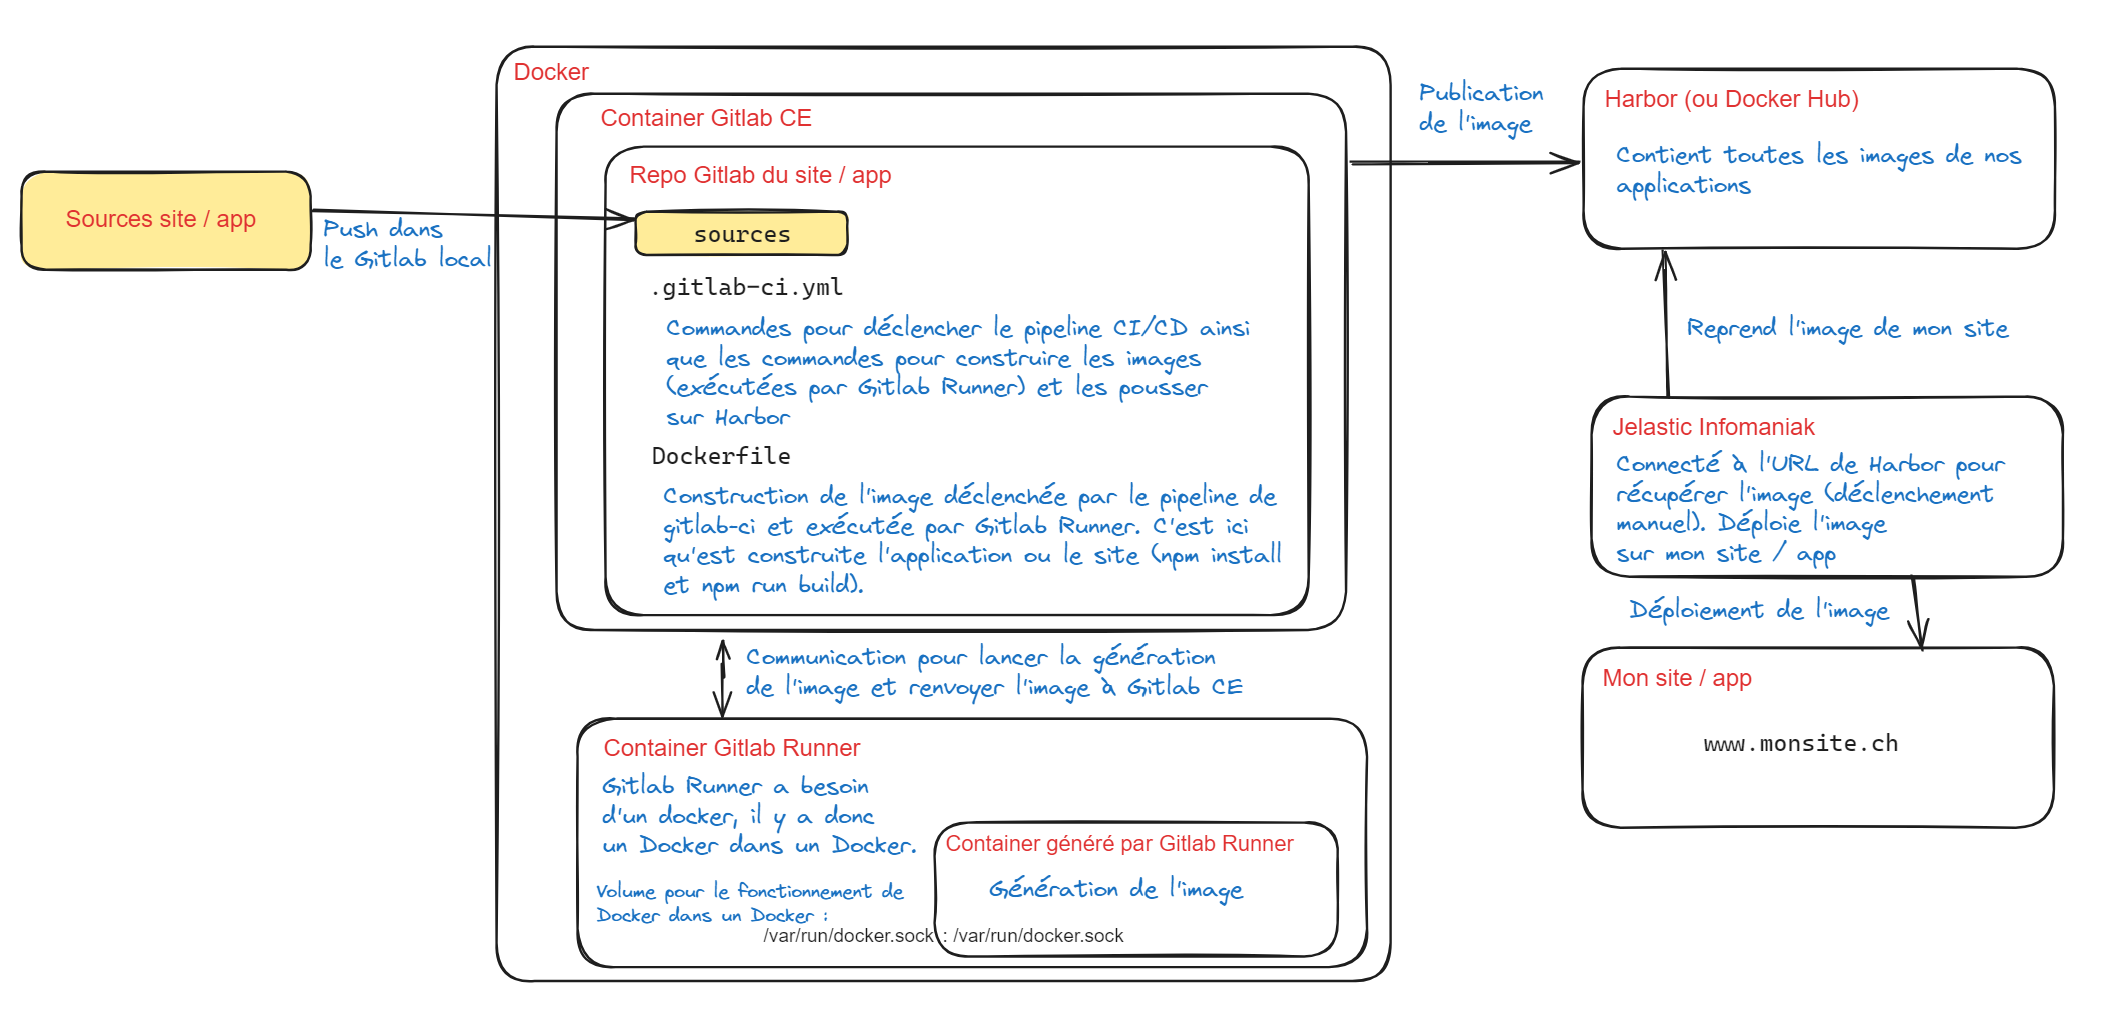 Sources site / app
Push dans
le Gitlab local
Docker
Container Gitlab CE
Repo Gitlab du site / app
sources
.gitlab-ci.yml
Commandes pour déclencher le pipeline CI/CD ainsi
que les commandes pour construire les images
(exécutées par Gitlab Runner) et les pousser
sur Harbor
Dockerfile
Construction de l'image déclenchée par le pipeline de
gitlab-ci et exécutée par Gitlab Runner. C'est ici
qu'est construite l'application ou le site (npm install
et npm run build).
Communication pour lancer la génération
de l'image et renvoyer l'image à Gitlab CE
Container Gitlab Runner
Gitlab Runner a besoin
d'un docker, il y a donc
un Docker dans un Docker.
Volume pour le fonctionnement de
Docker dans un Docker :
/var/run/docker.sock : /var/run/docker.sock
Container généré par Gitlab Runner
Génération de l'image
Publication
de l'image
Harbor (ou Docker Hub)
Contient toutes les images de nos
applications
Reprend l'image de mon site
Jelastic Infomaniak
Connecté à l'URL de Harbor pour
récupérer l'image (déclenchement
manuel). Déploie l'image
sur mon site / app
Déploiement de l'image
Mon site / app
www.monsite.ch